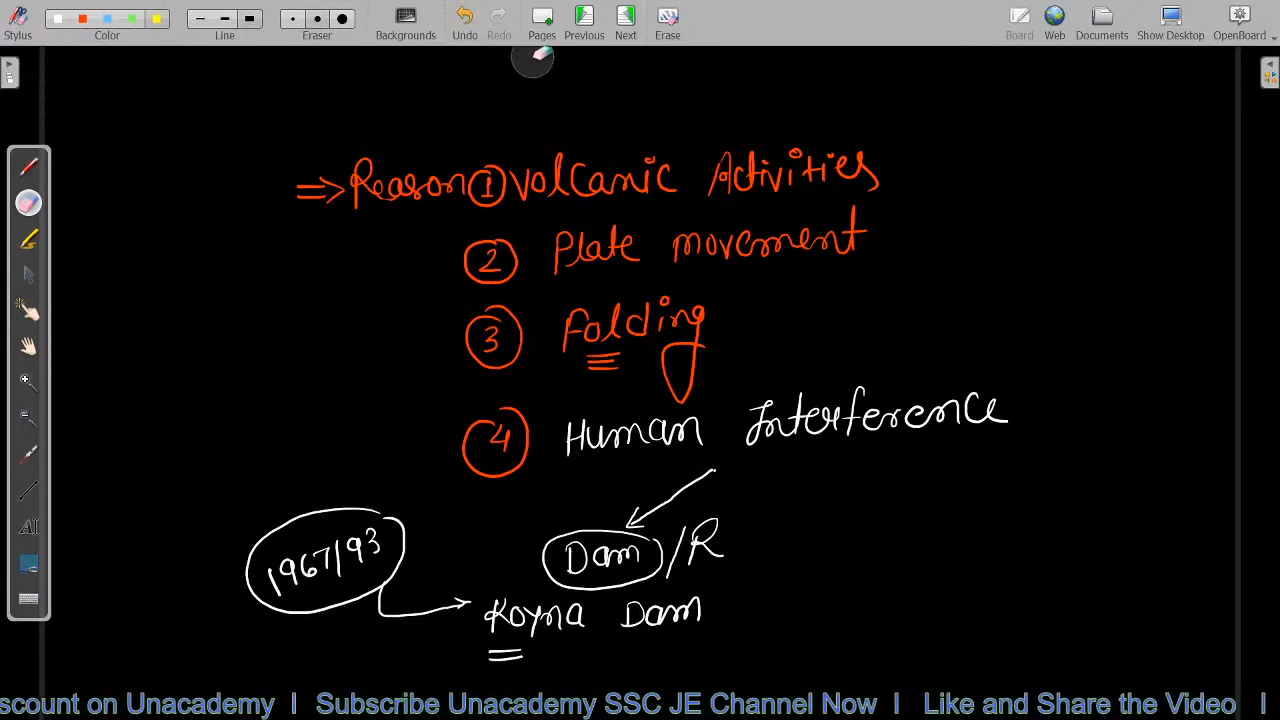 Stylus Color Line Eraser Backgrounds Undo Redo Pages Previous Next Erase Board Web Documents Show Desktop OpenBoard
⇒ Reason ① Volcanic Activities
② Plate movement
③ Folding
④ Human Interference
Dam / R
1967/93
Koyna Dam
scount on Unacademy | Subscribe Unacademy SSC JE Channel Now | Like and Share the Video |